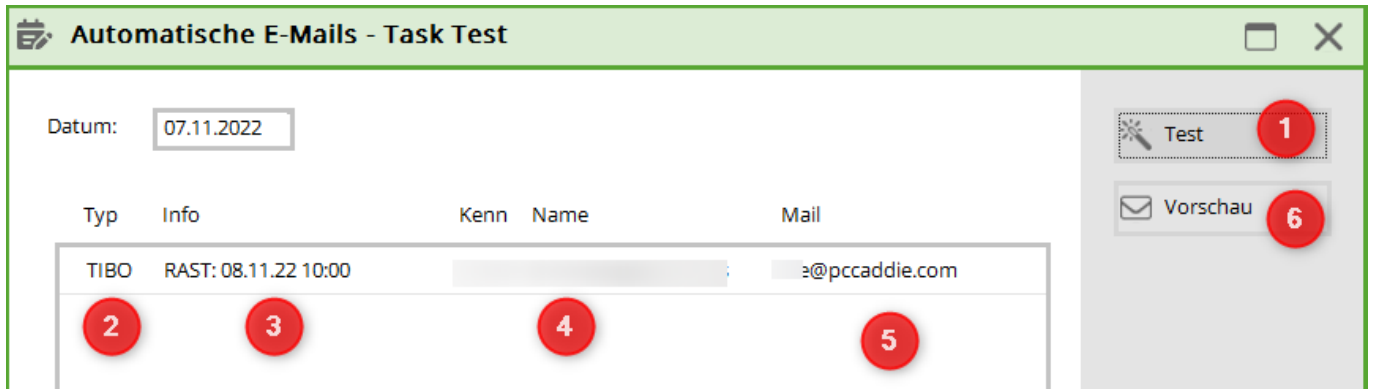 Automatische E-Mails - Task Test
Datum: 07.11.2022
1 Test
Vorschau 6
Typ Info Kenn Name Mail
TIBO RAST: 08.11.22 10:00 e@pccaddie.com
2 3 4 5